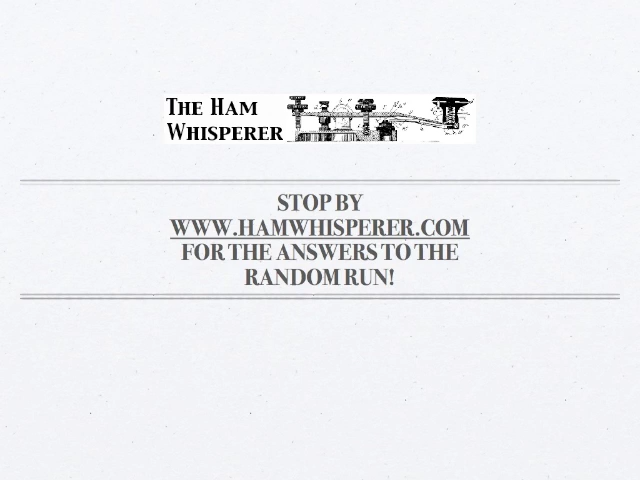 The Ham
Whisperer
STOP BY
WWW.HAMWHISPERER.COM
FOR THE ANSWERS TO THE
RANDOM RUN!